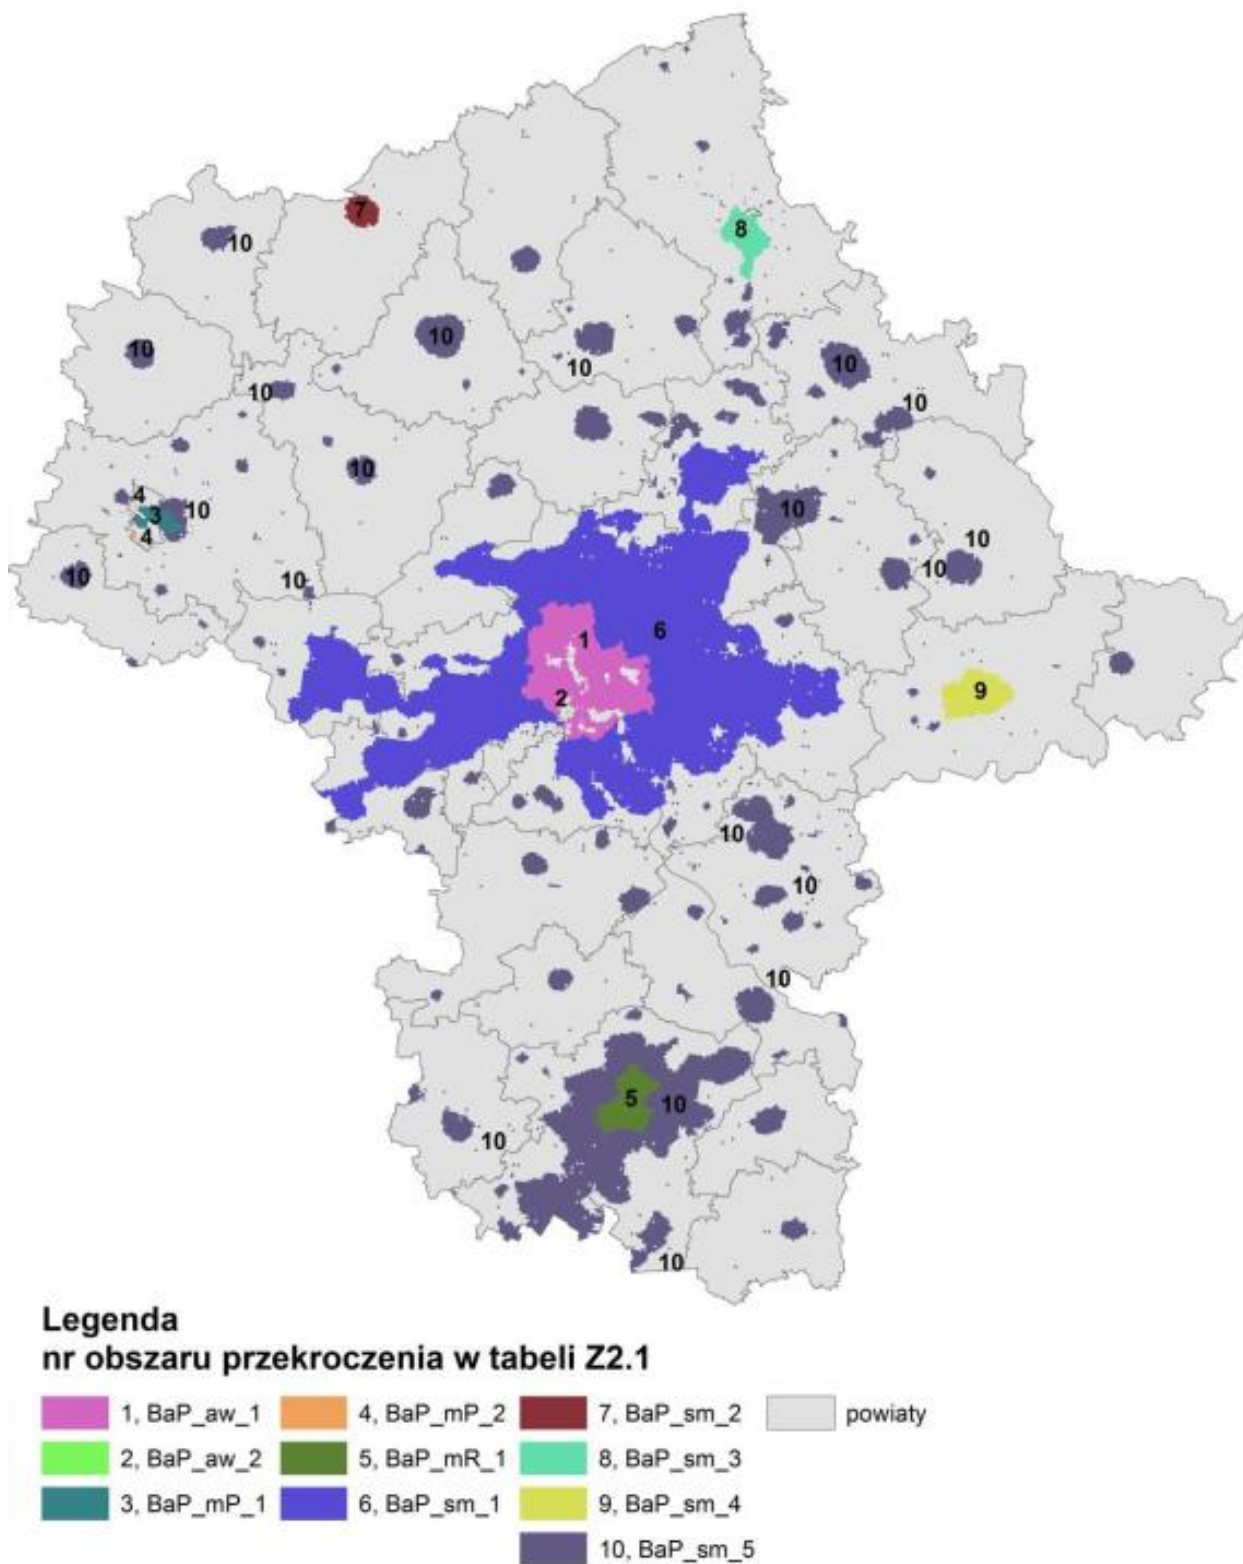 7
8
10
10
10
10
10
10
10
10
4
10
3
10
4
10
10
10
10
10
1
6
2
9
10
10
10
5
10
10
10
Legenda
nr obszaru przekroczenia w tabeli Z2.1
1, BaP_aw_1
4, BaP_mP_2
7, BaP_sm_2
powiaty
2, BaP_aw_2
5, BaP_mR_1
8, BaP_sm_3
3, BaP_mP_1
6, BaP_sm_1
9, BaP_sm_4
10, BaP_sm_5